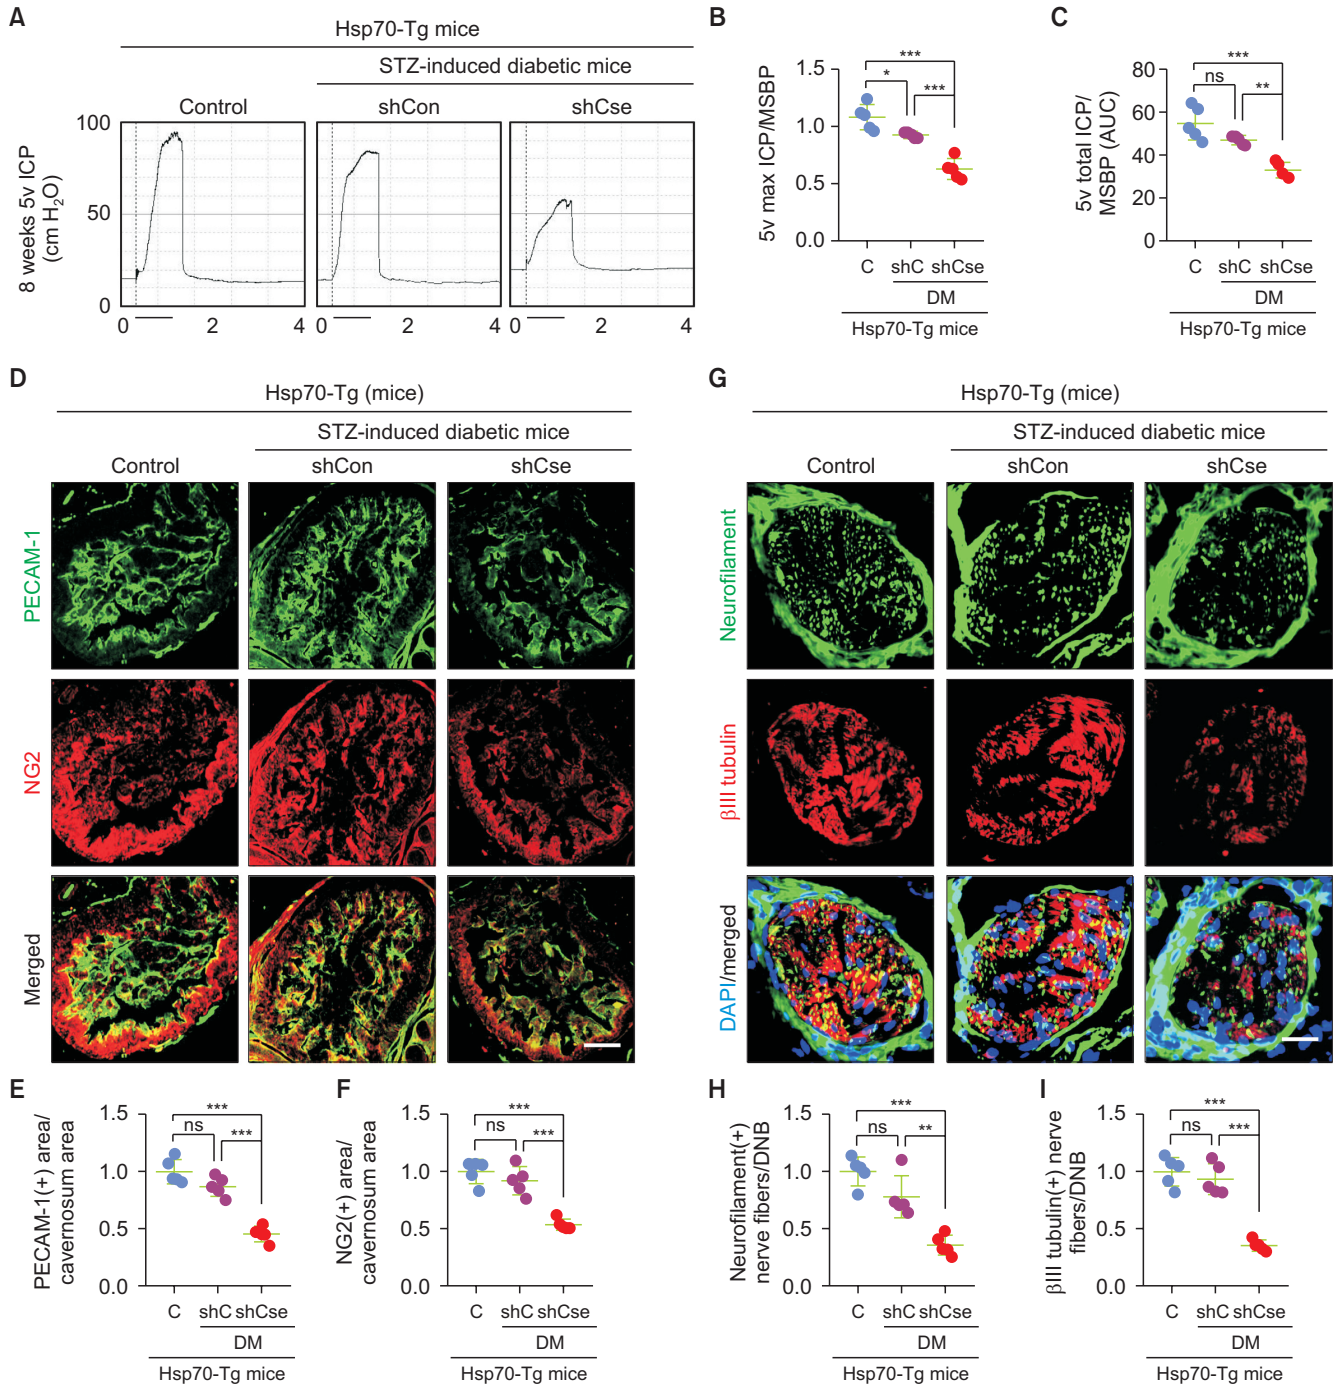 A
Hsp70-Tg mice
STZ-induced diabetic mice
Control
shCon
shCse
8 weeks 5v ICP
(cm H₂O)
100
50
0
0 2 4
0 2 4
0 2 4
B
5v max ICP/MSBP
1.5
1.0
0.5
0.0
***
*
***
C shC shCse
DM
Hsp70-Tg mice
C
5v total ICP/
MSBP (AUC)
80
60
40
20
0
***
ns
**
C shC shCse
DM
Hsp70-Tg mice
D
Hsp70-Tg (mice)
STZ-induced diabetic mice
Control
shCon
shCse
PECAM-1
NG2
Merged
G
Hsp70-Tg (mice)
STZ-induced diabetic mice
Control
shCon
shCse
Neurofilament
βIII tubulin
DAPI/merged
E
PECAM-1(+) area/
cavernosum area
1.5
1.0
0.5
0.0
***
ns
***
C shC shCse
DM
Hsp70-Tg mice
F
NG2(+) area/
cavernosum area
1.5
1.0
0.5
0.0
***
ns
***
C shC shCse
DM
Hsp70-Tg mice
H
Neurofilament(+)
nerve fibers/DNB
1.5
1.0
0.5
0.0
***
ns
**
C shC shCse
DM
Hsp70-Tg mice
I
βIII tubulin(+) nerve
fibers/DNB
1.5
1.0
0.5
0.0
***
ns
***
C shC shCse
DM
Hsp70-Tg mice